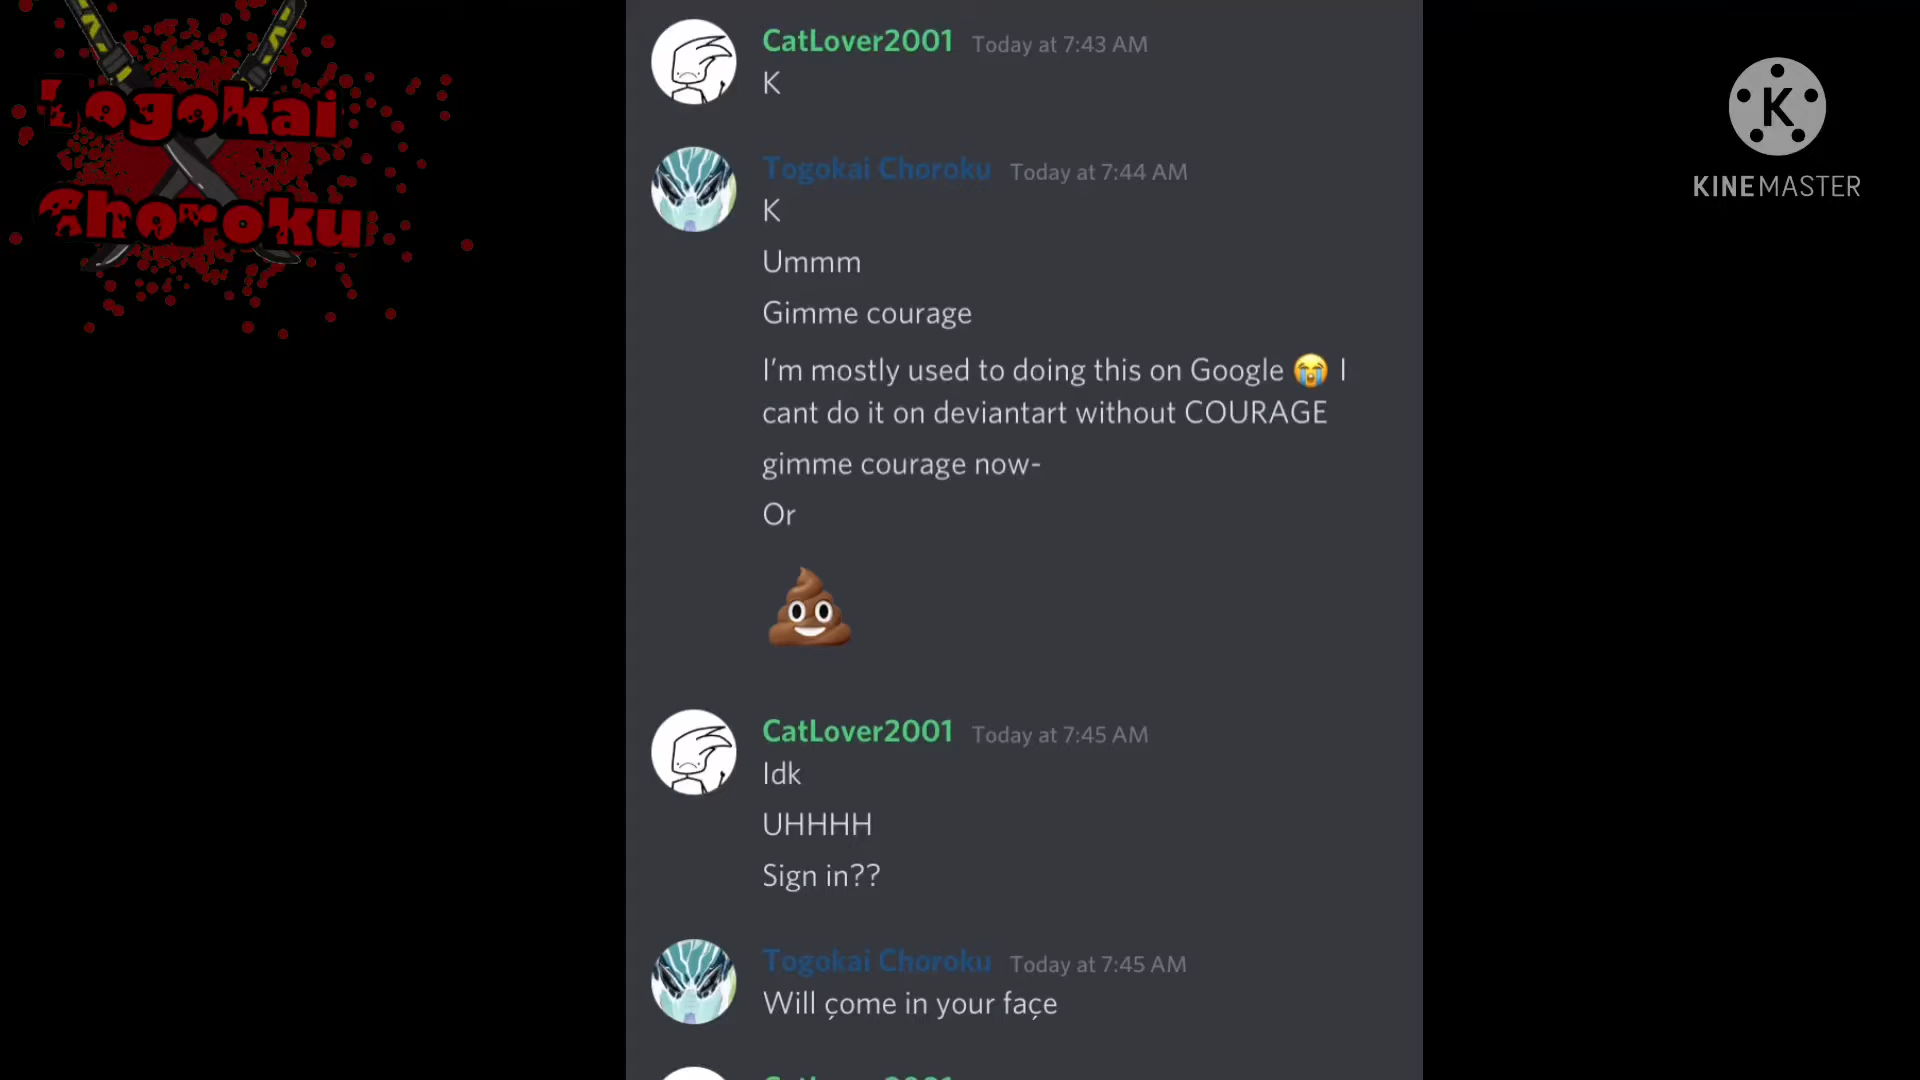 Togokai
Choroku
K
KINEMASTER
CatLover2001 Today at 7:43 AM
K
Togokai Choroku Today at 7:44 AM
K
Ummm
Gimme courage
I'm mostly used to doing this on Google 😭 I
cant do it on deviantart without COURAGE
gimme courage now-
Or
💩
CatLover2001 Today at 7:45 AM
Idk
UHHHH
Sign in??
Togokai Choroku Today at 7:45 AM
Will çome in your façe